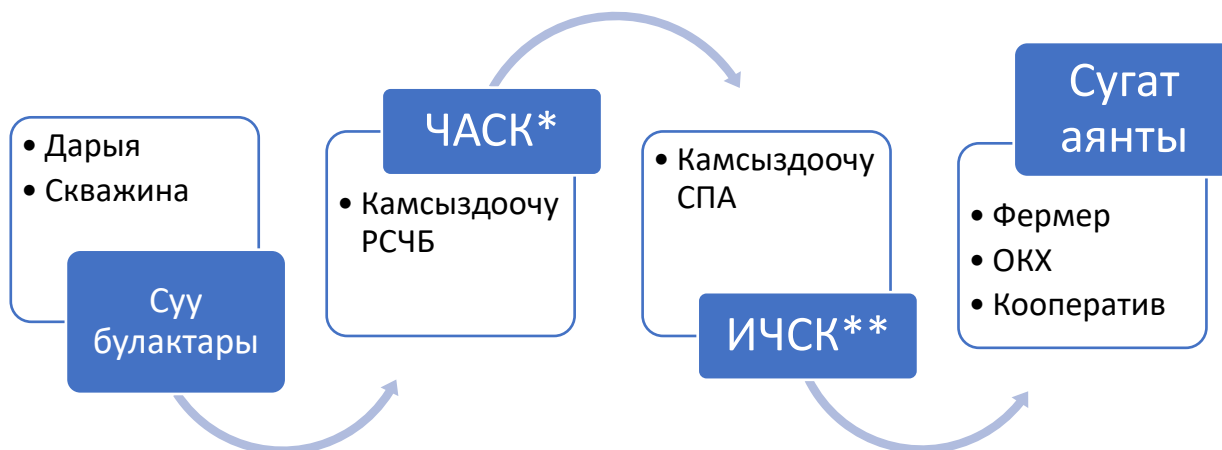 • Дарыя
• Скважина
Суу
булактары
ЧАСК*
• Камсыздоочу
РСЧБ
• Камсыздоочу
СПА
ИЧСК**
Сугат
аянты
• Фермер
• ОКХ
• Кооператив